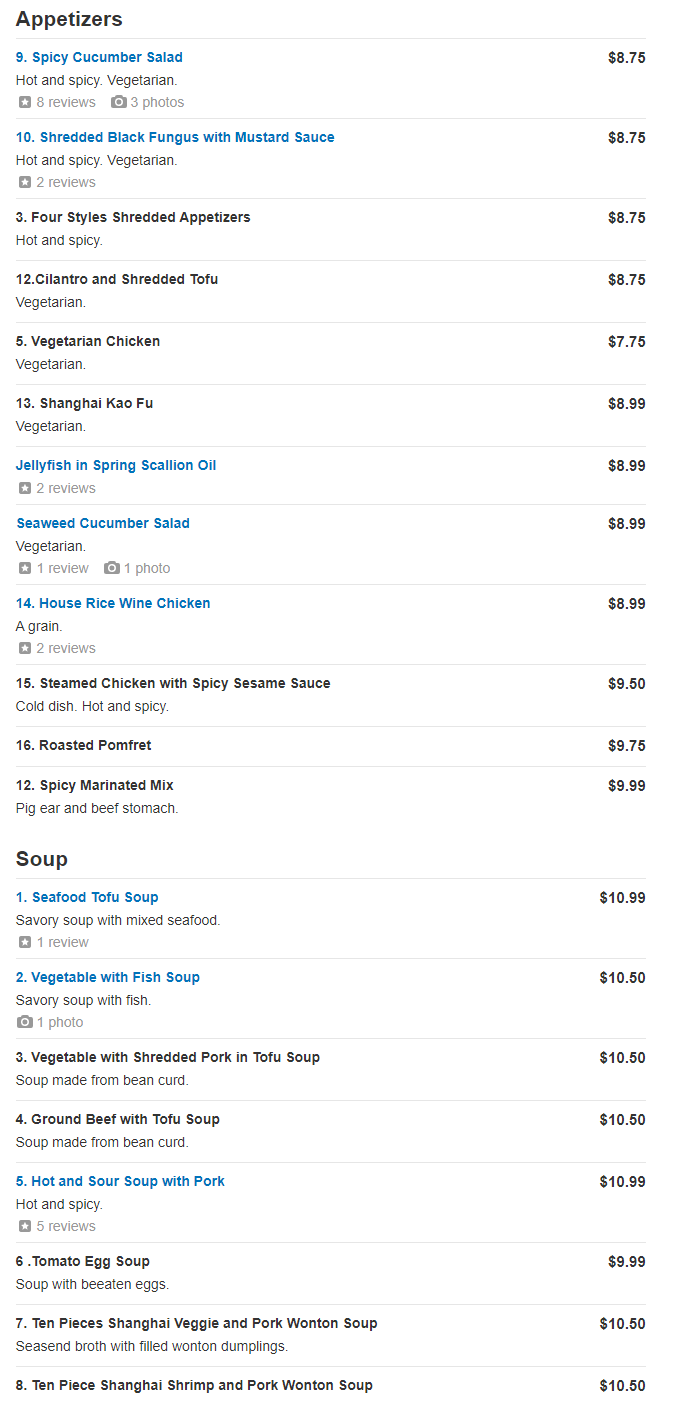 Appetizers
9. Spicy Cucumber Salad $8.75
Hot and spicy. Vegetarian.
8 reviews 3 photos
10. Shredded Black Fungus with Mustard Sauce $8.75
Hot and spicy. Vegetarian.
2 reviews
3. Four Styles Shredded Appetizers $8.75
Hot and spicy.
12.Cilantro and Shredded Tofu $8.75
Vegetarian.
5. Vegetarian Chicken $7.75
Vegetarian.
13. Shanghai Kao Fu $8.99
Vegetarian.
Jellyfish in Spring Scallion Oil $8.99
2 reviews
Seaweed Cucumber Salad $8.99
Vegetarian.
1 review 1 photo
14. House Rice Wine Chicken $8.99
A grain.
2 reviews
15. Steamed Chicken with Spicy Sesame Sauce $9.50
Cold dish. Hot and spicy.
16. Roasted Pomfret $9.75
12. Spicy Marinated Mix $9.99
Pig ear and beef stomach.
Soup
1. Seafood Tofu Soup $10.99
Savory soup with mixed seafood.
1 review
2. Vegetable with Fish Soup $10.50
Savory soup with fish.
1 photo
3. Vegetable with Shredded Pork in Tofu Soup $10.50
Soup made from bean curd.
4. Ground Beef with Tofu Soup $10.50
Soup made from bean curd.
5. Hot and Sour Soup with Pork $10.99
Hot and spicy.
5 reviews
6 .Tomato Egg Soup $9.99
Soup with beeaten eggs.
7. Ten Pieces Shanghai Veggie and Pork Wonton Soup $10.50
Seasend broth with filled wonton dumplings.
8. Ten Piece Shanghai Shrimp and Pork Wonton Soup $10.50